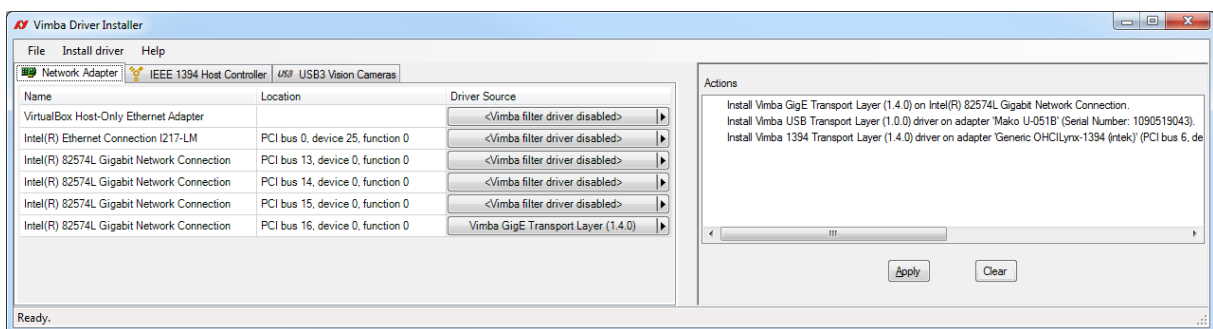 Vimba Driver Installer
File Install driver Help
Network Adapter IEEE 1394 Host Controller USB USB3 Vision Cameras
Name Location Driver Source
VirtualBox Host-Only Ethernet Adapter <Vimba filter driver disabled>
Intel(R) Ethernet Connection I217-LM PCI bus 0, device 25, function 0 <Vimba filter driver disabled>
Intel(R) 82574L Gigabit Network Connection PCI bus 13, device 0, function 0 <Vimba filter driver disabled>
Intel(R) 82574L Gigabit Network Connection PCI bus 14, device 0, function 0 <Vimba filter driver disabled>
Intel(R) 82574L Gigabit Network Connection PCI bus 15, device 0, function 0 <Vimba filter driver disabled>
Intel(R) 82574L Gigabit Network Connection PCI bus 16, device 0, function 0 Vimba GigE Transport Layer (1.4.0)
Actions
Install Vimba GigE Transport Layer (1.4.0) on Intel(R) 82574L Gigabit Network Connection.
Install Vimba USB Transport Layer (1.0.0) driver on adapter 'Mako U-051B' (Serial Number: 1090519043).
Install Vimba 1394 Transport Layer (1.4.0) driver on adapter 'Generic OHCILynx-1394 (intek)' (PCI bus 6, de
Apply Clear
Ready.